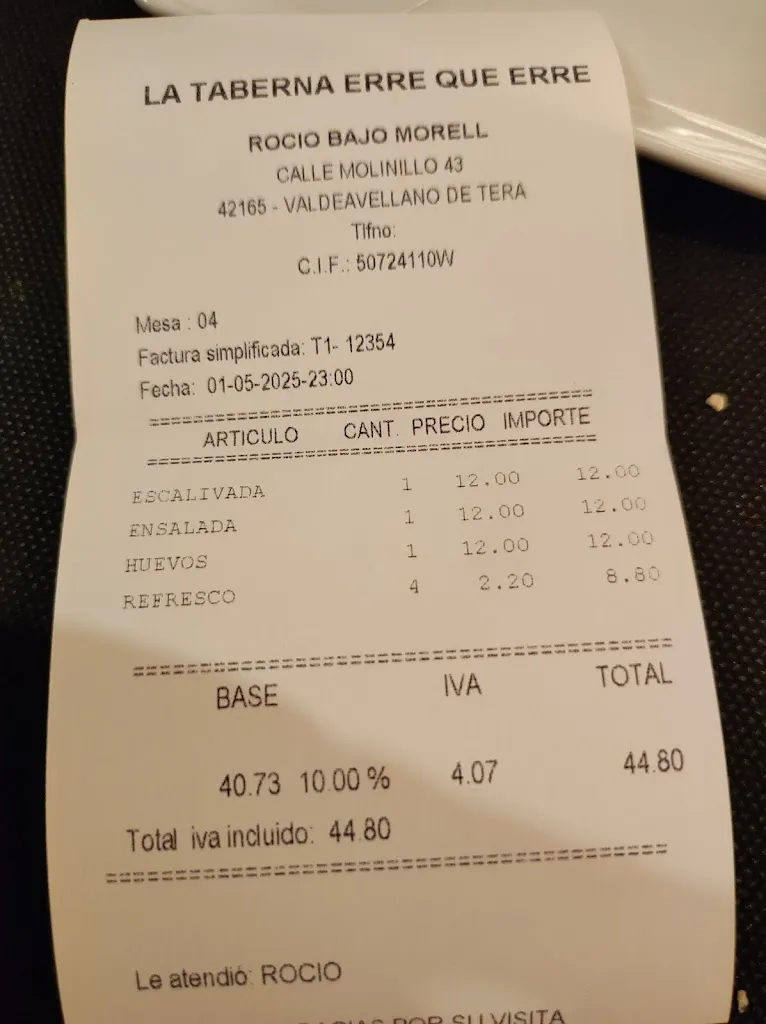 LA TABERNA ERRE QUE ERRE
ROCIO BAJO MORELL
CALLE MOLINILLO 43
42165 - VALDEAVELLANO DE TERA
Tlfno:
C.I.F.: 50724110W
Mesa : 04
Factura simplificada: T1- 12354
Fecha: 01-05-2025-23:00
ARTICULO CANT. PRECIO IMPORTE
ESCALIVADA 1 12.00 12.00
ENSALADA 1 12.00 12.00
HUEVOS 1 12.00 12.00
REFRESCO 4 2.20 8.80
BASE IVA TOTAL
40.73 10.00 % 4.07 44.80
Total iva incluido: 44.80
Le atendió: ROCIO
POR SU VISITA